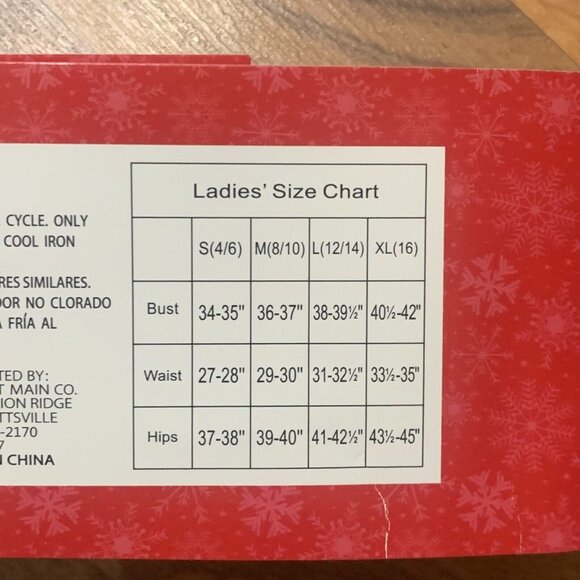 CYCLE. ONLY
COOL IRON
RES SIMILARES.
DOR NO CLORADO
A FRÍA AL
TED BY:
T MAIN CO.
ION RIDGE
TTSVILLE
-2170
7
N CHINA
Ladies' Size Chart
S(4/6) M(8/10) L(12/14) XL(16)
Bust 34-35" 36-37" 38-39½" 40½-42"
Waist 27-28" 29-30" 31-32½" 33½-35"
Hips 37-38" 39-40" 41-42½" 43½-45"